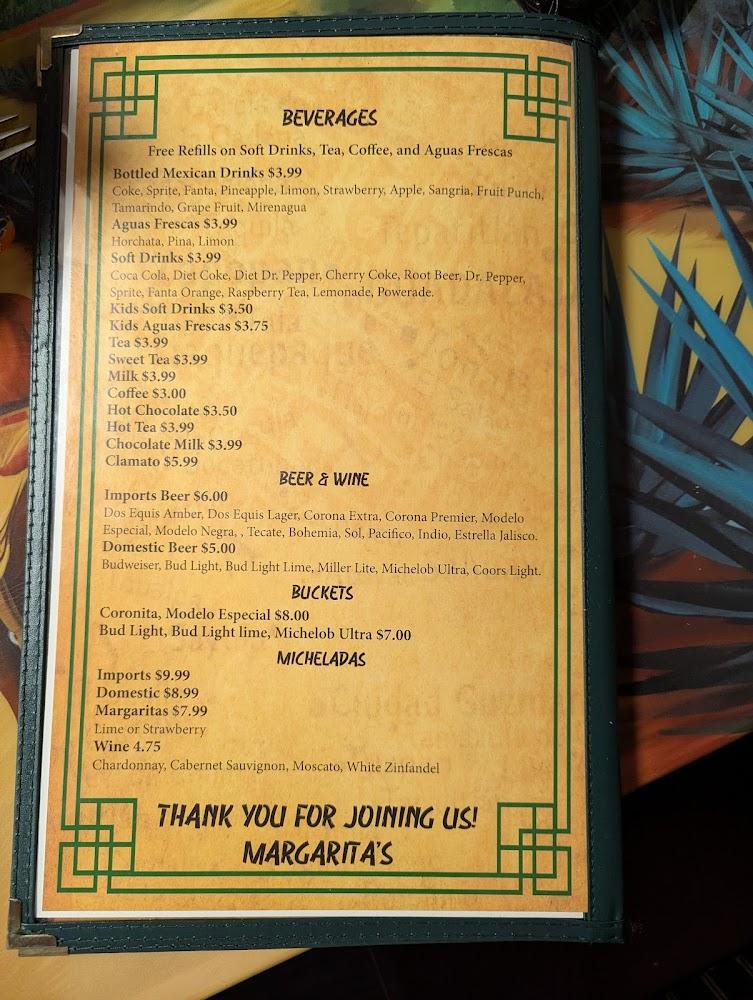 BEVERAGES
Free Refills on Soft Drinks, Tea, Coffee, and Aguas Frescas
Bottled Mexican Drinks $3.99
Coke, Sprite, Fanta, Pineapple, Limon, Strawberry, Apple, Sangria, Fruit Punch,
Tamarindo, Grape Fruit, Mirenagua
Aguas Frescas $3.99
Horchata, Pina, Limon
Soft Drinks $3.99
Coca Cola, Diet Coke, Diet Dr. Pepper, Cherry Coke, Root Beer, Dr. Pepper,
Sprite, Fanta Orange, Raspberry Tea, Lemonade, Powerade.
Kids Soft Drinks $3.50
Kids Aguas Frescas $3.75
Tea $3.99
Sweet Tea $3.99
Milk $3.99
Coffee $3.00
Hot Chocolate $3.50
Hot Tea $3.99
Chocolate Milk $3.99
Clamato $5.99
BEER & WINE
Imports Beer $6.00
Dos Equis Amber, Dos Equis Lager, Corona Extra, Corona Premier, Modelo
Especial, Modelo Negra, , Tecate, Bohemia, Sol, Pacifico, Indio, Estrella Jalisco.
Domestic Beer $5.00
Budweiser, Bud Light, Bud Light Lime, Miller Lite, Michelob Ultra, Coors Light.
BUCKETS
Coronita, Modelo Especial $8.00
Bud Light, Bud Light lime, Michelob Ultra $7.00
MICHELADAS
Imports $9.99
Domestic $8.99
Margaritas $7.99
Lime or Strawberry
Wine 4.75
Chardonnay, Cabernet Sauvignon, Moscato, White Zinfandel
THANK YOU FOR JOINING US!
MARGARITA'S